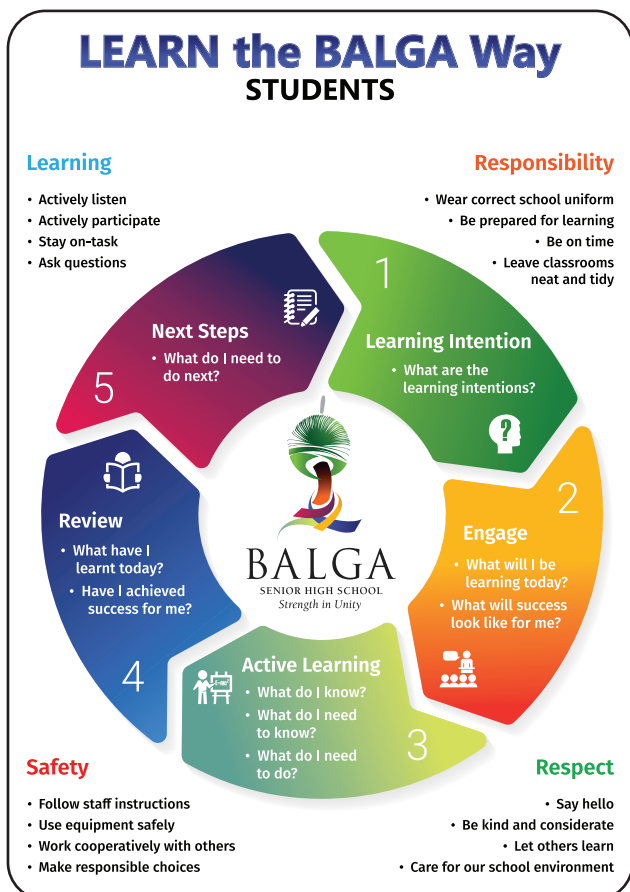 LEARN the BALGA Way
STUDENTS
Learning
• Actively listen
• Actively participate
• Stay on-task
• Ask questions
Responsibility
• Wear correct school uniform
• Be prepared for learning
• Be on time
• Leave classrooms
neat and tidy
1
Learning Intention
• What are the
learning intentions?
?
2
Engage
• What will I be
learning today?
• What will success
look like for me?
3
Active Learning
• What do I know?
• What do I need
to know?
• What do I need
to do?
4
Review
• What have I
learnt today?
• Have I achieved
success for me?
5
Next Steps
• What do I need to
do next?
BALGA
SENIOR HIGH SCHOOL
Strength in Unity
Safety
• Follow staff instructions
• Use equipment safely
• Work cooperatively with others
• Make responsible choices
Respect
• Say hello
• Be kind and considerate
• Let others learn
• Care for our school environment